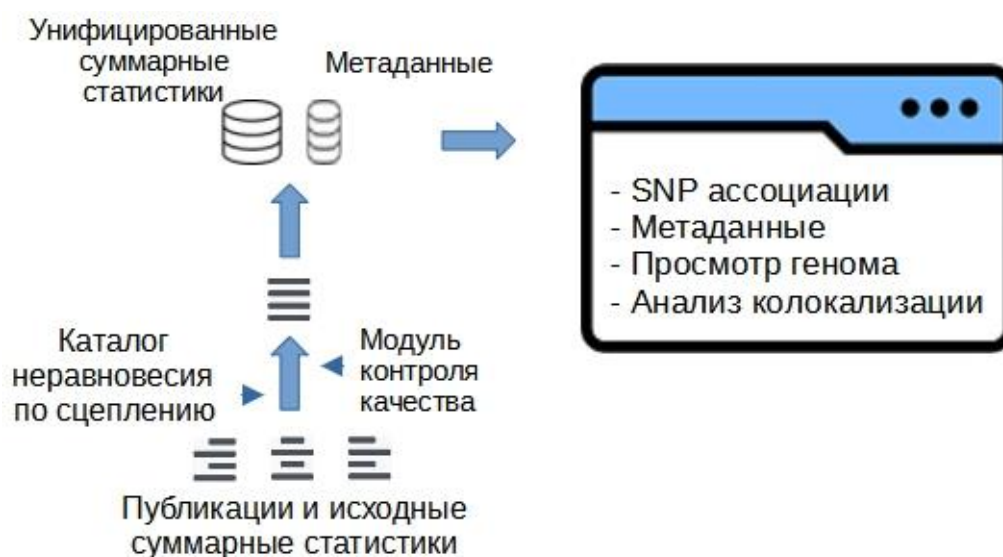 Унифицированные
суммарные
статистики
Метаданные
- SNP ассоциации
- Метаданные
- Просмотр генома
- Анализ колокализации
Каталог
неравновесия
по сцеплению
Модуль
контроля
качества
Публикации и исходные
суммарные статистики